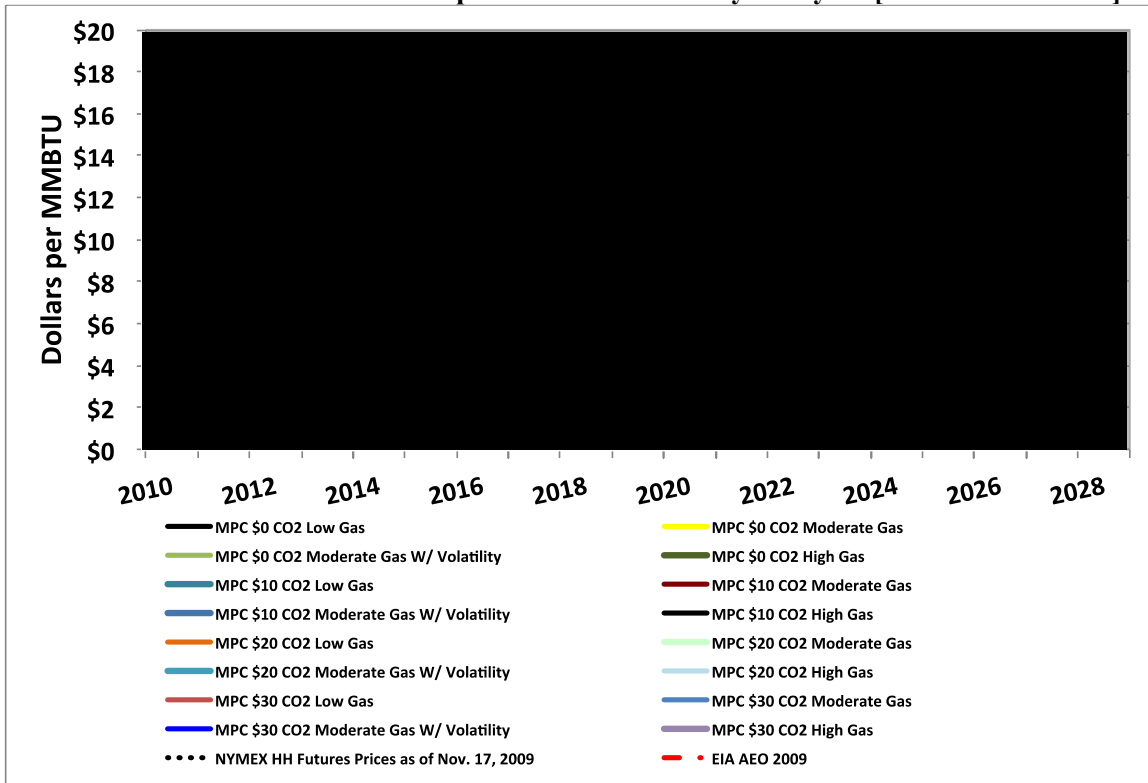 $20
$18
$16
$14
$12
$10
$8
$6
$4
$2
$0
Dollars per MMBTU
2010 2012 2014 2016 2018 2020 2022 2024 2026 2028
MPC $0 CO2 Low Gas MPC $0 CO2 Moderate Gas
MPC $0 CO2 Moderate Gas W/ Volatility MPC $0 CO2 High Gas
MPC $10 CO2 Low Gas MPC $10 CO2 Moderate Gas
MPC $10 CO2 Moderate Gas W/ Volatility MPC $10 CO2 High Gas
MPC $20 CO2 Low Gas MPC $20 CO2 Moderate Gas
MPC $20 CO2 Moderate Gas W/ Volatility MPC $20 CO2 High Gas
MPC $30 CO2 Low Gas MPC $30 CO2 Moderate Gas
MPC $30 CO2 Moderate Gas W/ Volatility MPC $30 CO2 High Gas
NYMEX HH Futures Prices as of Nov. 17, 2009 EIA AEO 2009